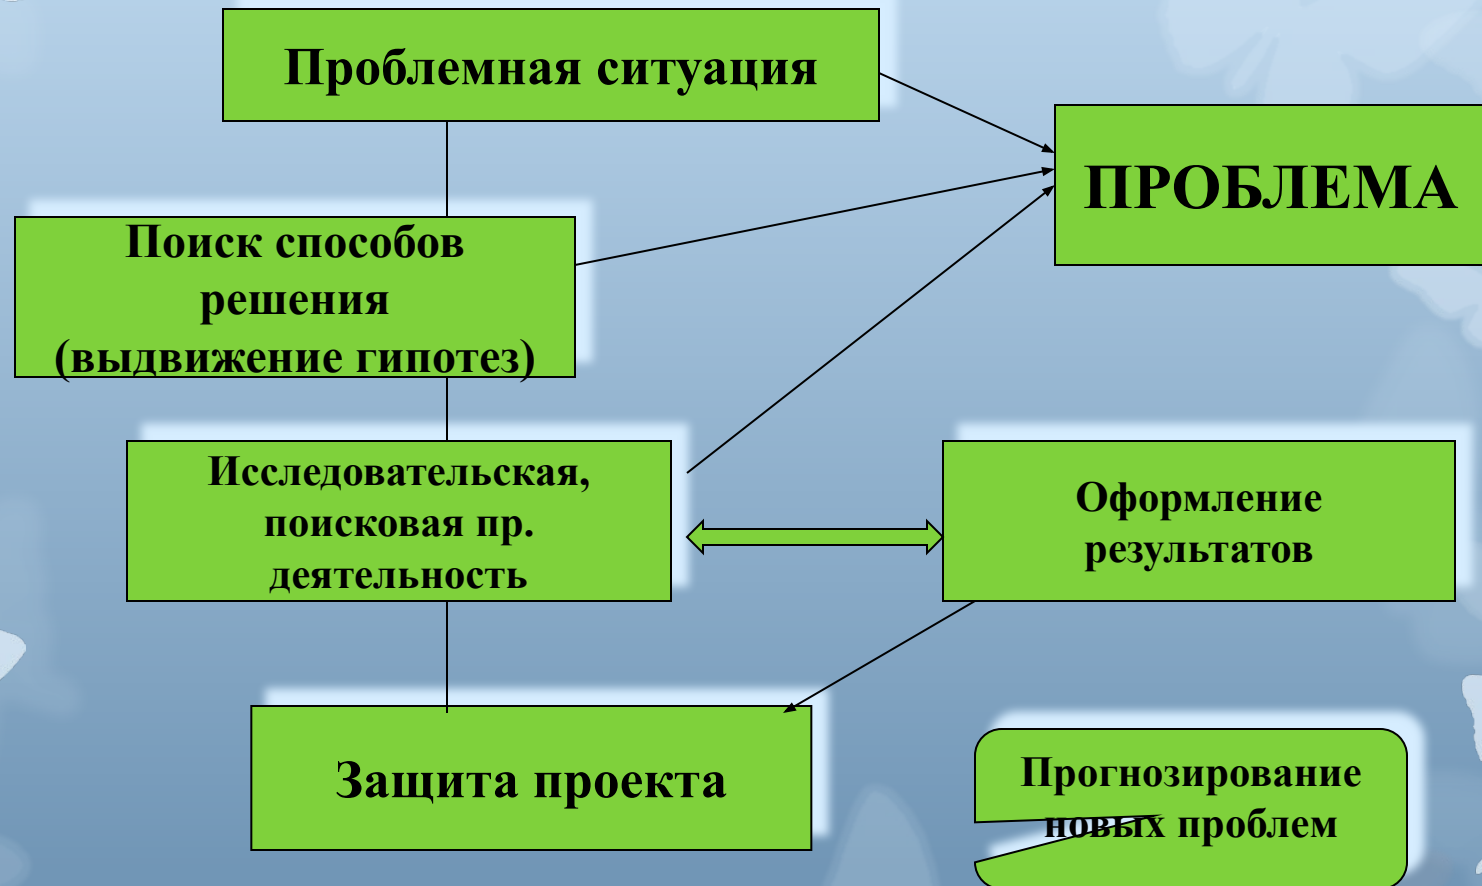 Проблемная ситуация
ПРОБЛЕМА
Поиск способов
решения
(выдвижение гипотез)
Исследовательская,
поисковая пр.
деятельность
Оформление
результатов
Защита проекта
Прогнозирование
новых проблем